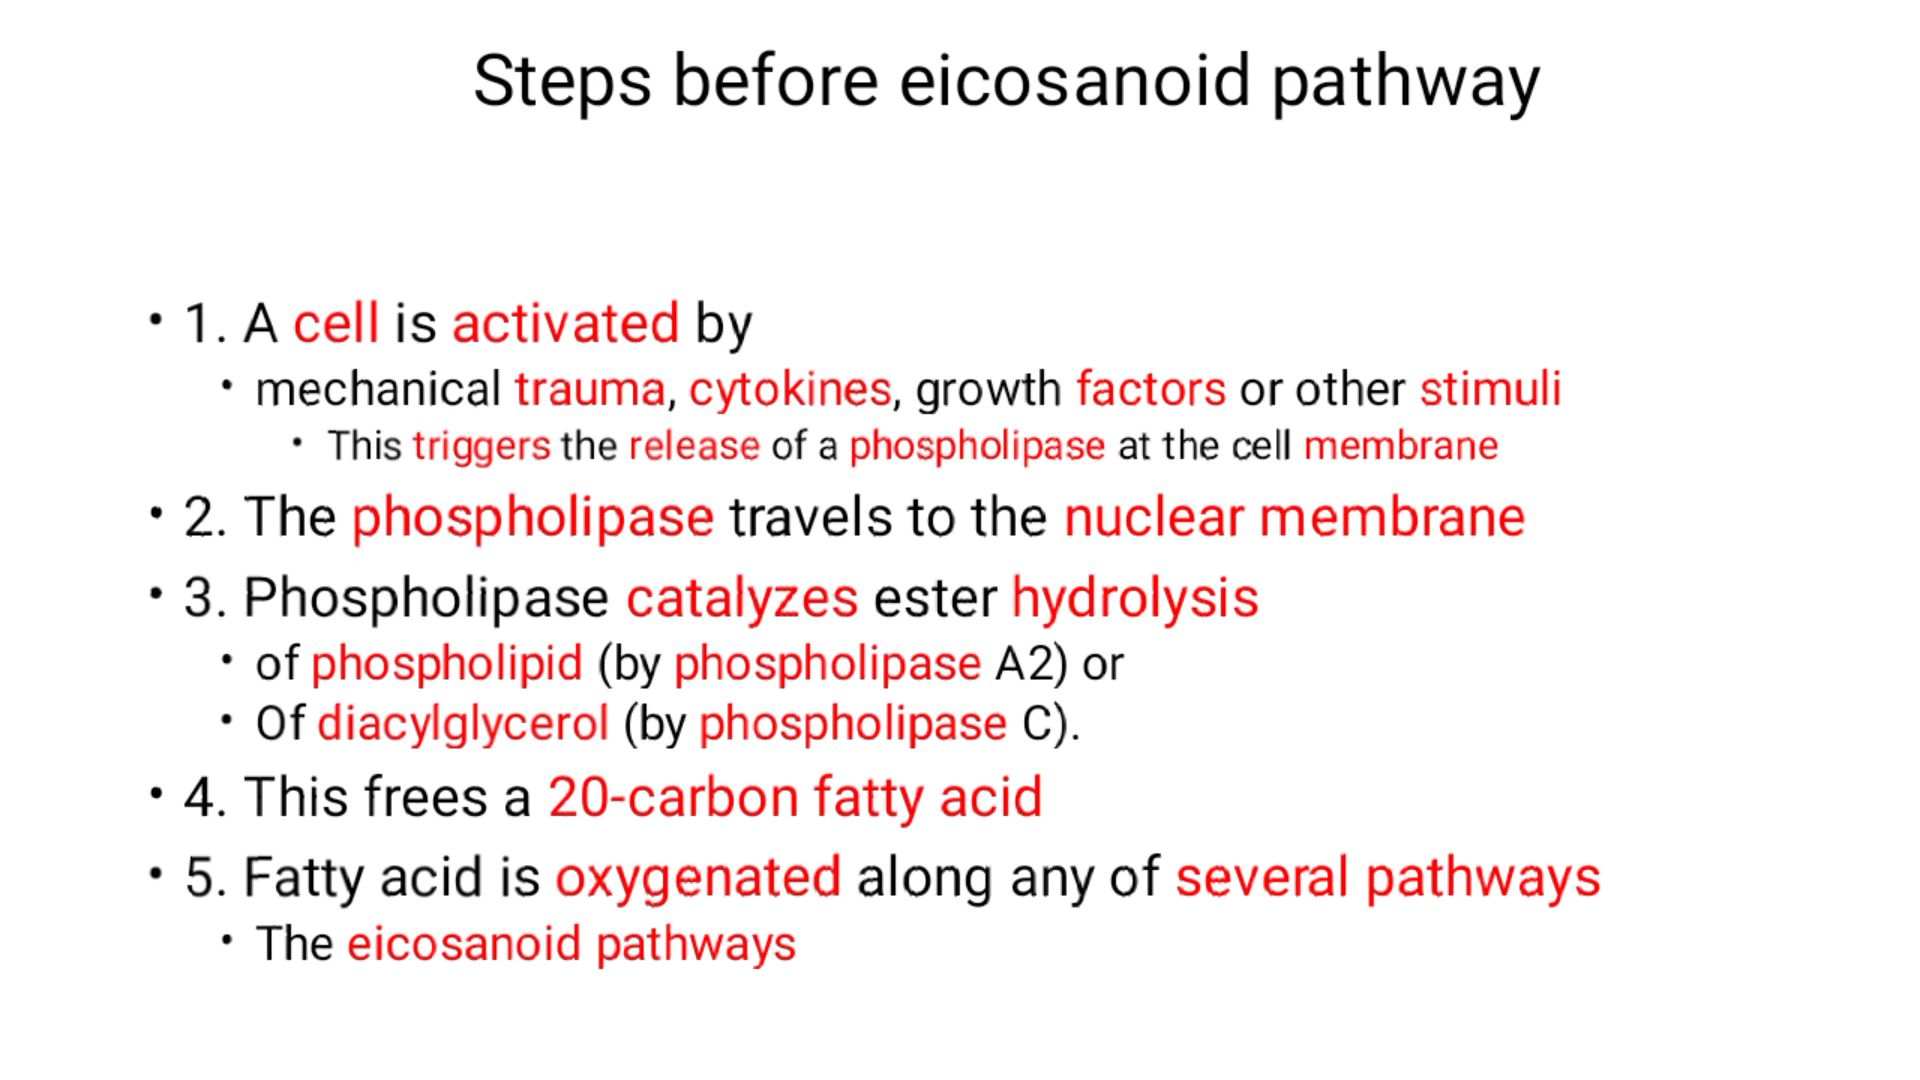 Steps before eicosanoid pathway
• 1. A cell is activated by
• mechanical trauma, cytokines, growth factors or other stimuli
• This triggers the release of a phospholipase at the cell membrane
• 2. The phospholipase travels to the nuclear membrane
• 3. Phospholipase catalyzes ester hydrolysis
• of phospholipid (by phospholipase A2) or
• Of diacylglycerol (by phospholipase C).
• 4. This frees a 20-carbon fatty acid
• 5. Fatty acid is oxygenated along any of several pathways
• The eicosanoid pathways